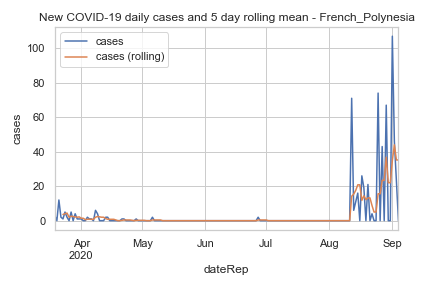 New COVID-19 daily cases and 5 day rolling mean - French_Polynesia
cases
cases (rolling)
100
80
60
40
20
0
cases
Apr
2020
May
Jun
Jul
Aug
Sep
dateRep